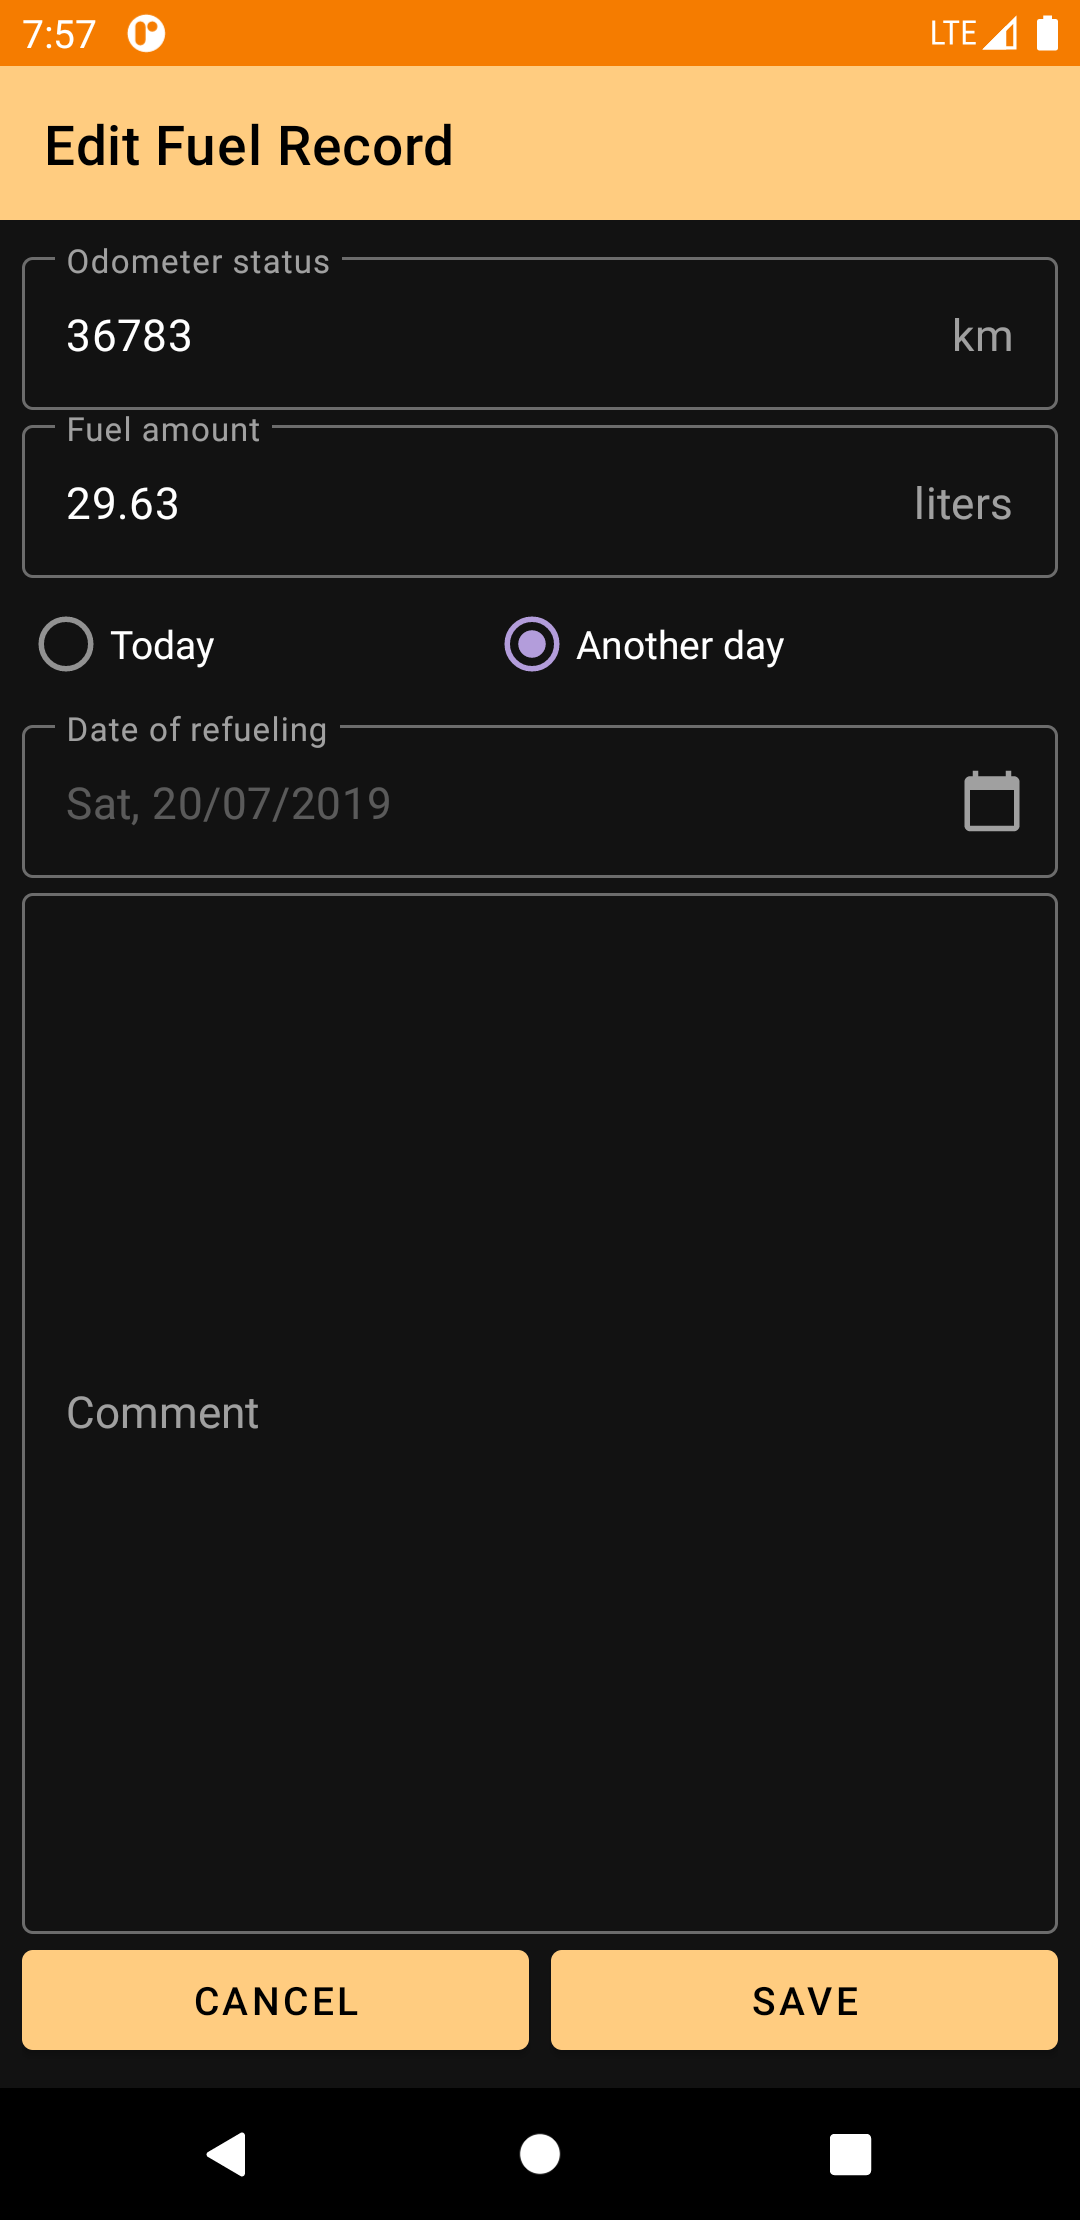 7:57 LTE
Edit Fuel Record
Odometer status
36783 km
Fuel amount
29.63 liters
Today Another day
Date of refueling
Sat, 20/07/2019
Comment
CANCEL SAVE